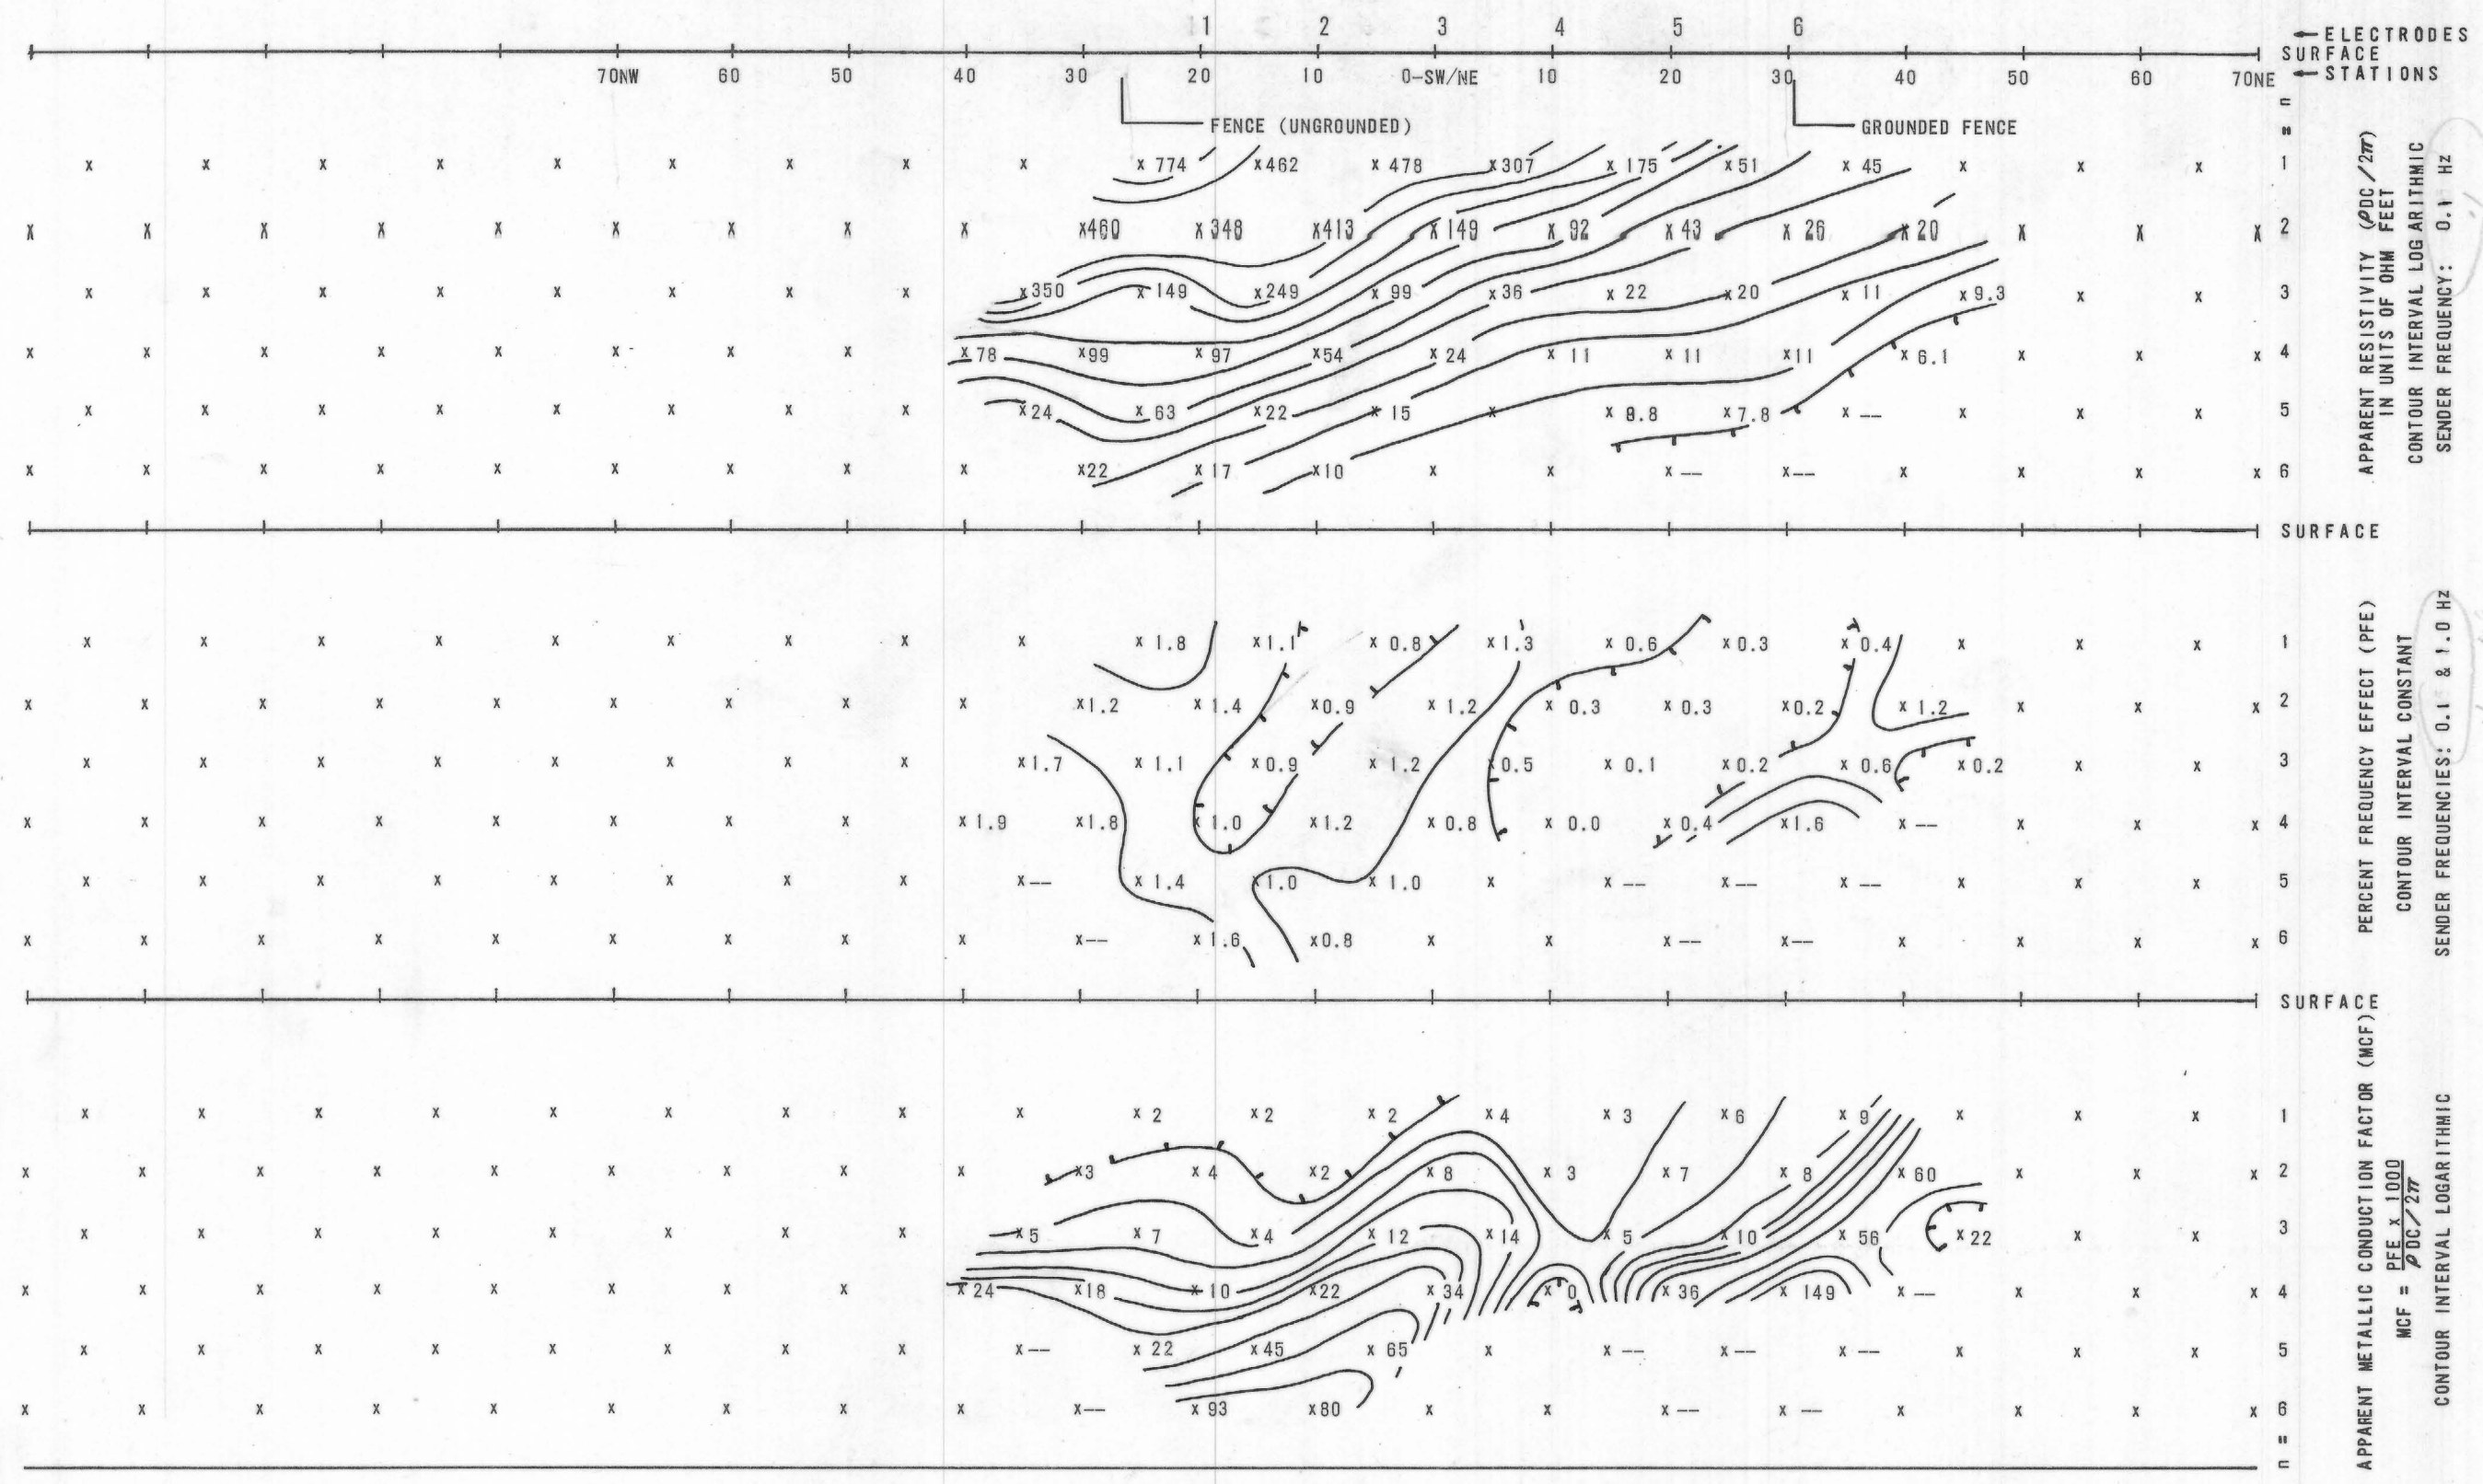 1 2 3 4 5 6 ← ELECTRODES
SURFACE
70NW 60 50 40 30 20 10 0-SW/NE 10 20 30 40 50 60 70NE ← STATIONS
n
FENCE (UNGROUNDED) GROUNDED FENCE
=
x x x x x x x x x x 774 x 462 x 478 x 307 x 175 x 51 x 45 x x x 1
x x x x x x x x x x 460 x 348 x 413 x 149 x 92 x 43 x 26 x 20 x x x 2
x x x x x x x x x 350 x 149 x 249 x 99 x 36 x 22 x 20 x 11 x 9.3 x x 3
x x x x x x x x x 78 x 99 x 97 x 54 x 24 x 11 x 11 x 11 x 6.1 x x x 4
x x x x x x x x x 24 x 63 x 22 x 15 x x 8.8 x 7.8 x -- x x x 5
x x x x x x x x x x 22 x 17 x 10 x x x -- x -- x x x x 6
APPARENT RESISTIVITY (ρDC/2π)
IN UNITS OF OHM FEET
CONTOUR INTERVAL LOGARITHMIC
SENDER FREQUENCY: 0.1 Hz
SURFACE
x x x x x x x x x x 1.8 x 1.1 x 0.8 x 1.3 x 0.6 x 0.3 x 0.4 x x x 1
x x x x x x x x x x 1.2 x 1.4 x 0.9 x 1.2 x 0.3 x 0.3 x 0.2 x 1.2 x x x 2
x x x x x x x x x 1.7 x 1.1 x 0.9 x 1.2 x 0.5 x 0.1 x 0.2 x 0.6 x 0.2 x x 3
x x x x x x x x x 1.9 x 1.8 x 1.0 x 1.2 x 0.8 x 0.0 x 0.4 x 1.6 x -- x x x 4
x x x x x x x x x -- x 1.4 x 1.0 x 1.0 x x -- x -- x -- x x x 5
x x x x x x x x x x -- x 1.6 x 0.8 x x x -- x -- x x x x 6
PERCENT FREQUENCY EFFECT (PFE)
CONTOUR INTERVAL CONSTANT
SENDER FREQUENCIES: 0.1 & 1.0 Hz
SURFACE
x x x x x x x x x x 2 x 2 x 2 x 4 x 3 x 6 x 9 x x x 1
x x x x x x x x x x 3 x 4 x 2 x 8 x 3 x 7 x 8 x 60 x x x 2
x x x x x x x x x 5 x 7 x 4 x 12 x 14 x 5 x 10 x 56 x 22 x x 3
x x x x x x x x x 24 x 18 x 10 x 22 x 34 x 0 x 36 x 149 x -- x x x 4
x x x x x x x x x -- x 22 x 45 x 65 x x -- x -- x -- x x x 5
x x x x x x x x x x -- x 93 x 80 x x x -- x -- x x x x 6
=
n
APPARENT METALLIC CONDUCTION FACTOR (MCF)
MCF = PFE x 1000
ρDC/2π
CONTOUR INTERVAL LOGARITHMIC